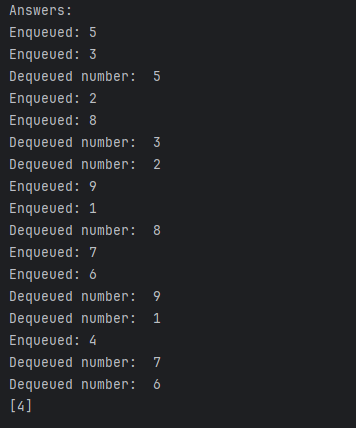 Answers:
Enqueued: 5
Enqueued: 3
Dequeued number:  5
Enqueued: 2
Enqueued: 8
Dequeued number:  3
Dequeued number:  2
Enqueued: 9
Enqueued: 1
Dequeued number:  8
Enqueued: 7
Enqueued: 6
Dequeued number:  9
Dequeued number:  1
Enqueued: 4
Dequeued number:  7
Dequeued number:  6
[4]